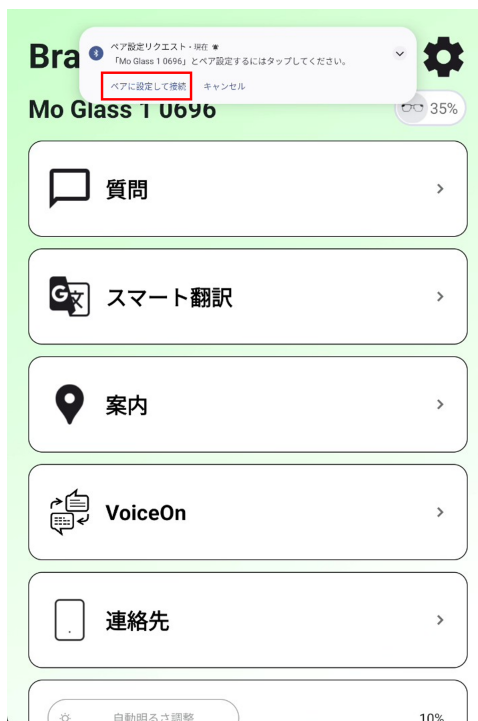 Bra
ペア設定リクエスト・現在
「Mo Glass 1 0696」とペア設定するにはタップしてください。
ペアに設定して接続 キャンセル
Mo Glass 1 0696
35%
質問
G文 スマート翻訳
案内
VoiceOn
連絡先
自動明るさ調整 10%